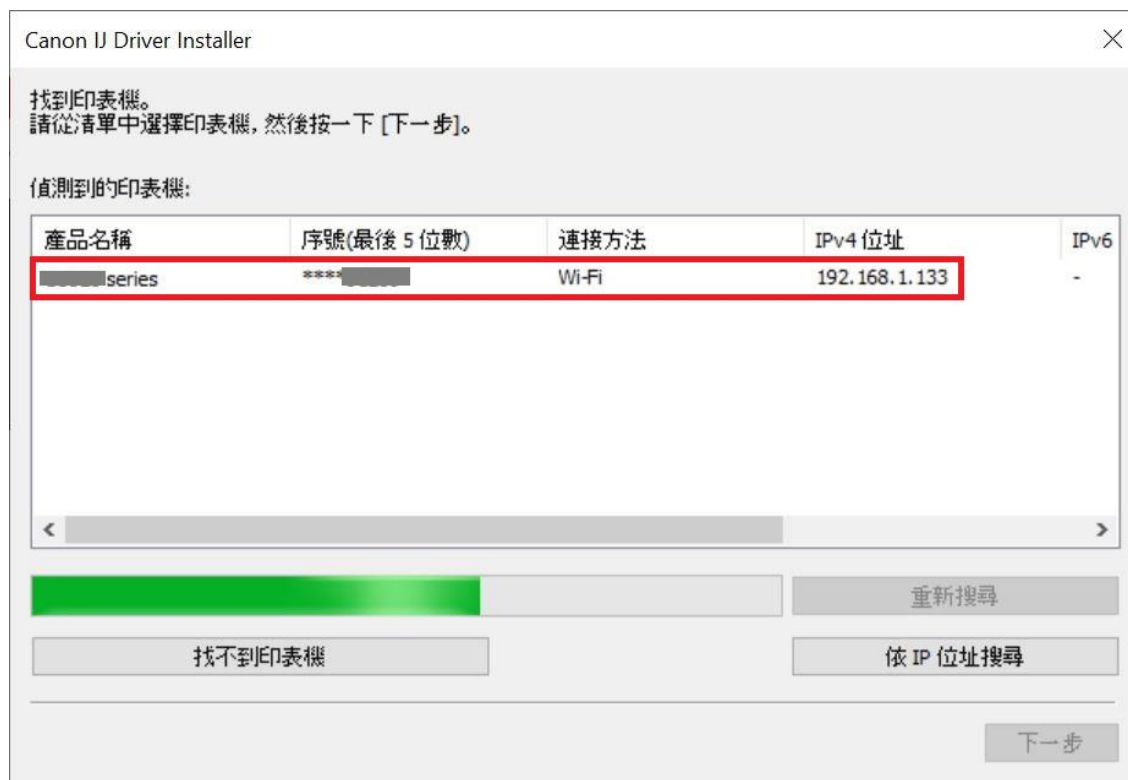 Canon IJ Driver Installer
找到印表機。
請從清單中選擇印表機，然後按一下 [下一步]。
偵測到的印表機:
產品名稱 序號(最後 5 位數) 連接方法 IPv4 位址 IPv6
series **** Wi-Fi 192.168.1.133 -
重新搜尋
找不到印表機 依 IP 位址搜尋
下一步